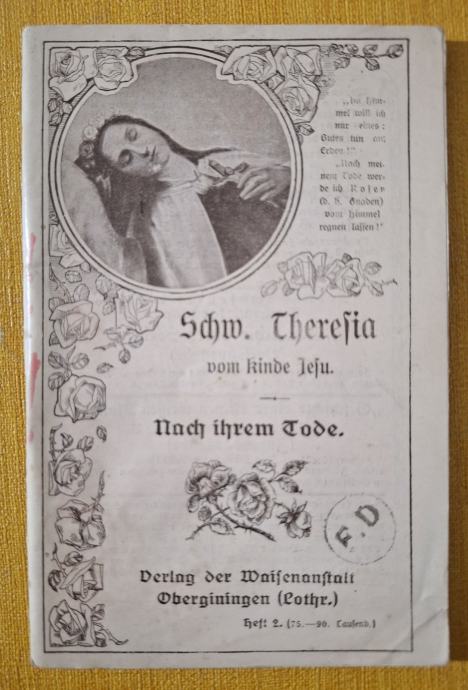 „Im Him-
mel will ich
nur eines:
Gutes tun auf
Erden!"
„Nach mei-
nem Tode wer-
de ich Rosen
(d. h. Gnaden)
vom Himmel
regnen lassen!"
Schw. Theresia
vom Kinde Jesu.
Nach ihrem Tode.
F.D
Verlag der Waisenanstalt
Oberginingen (Lothr.)
Heft 2. (75.—90. Tausend.)